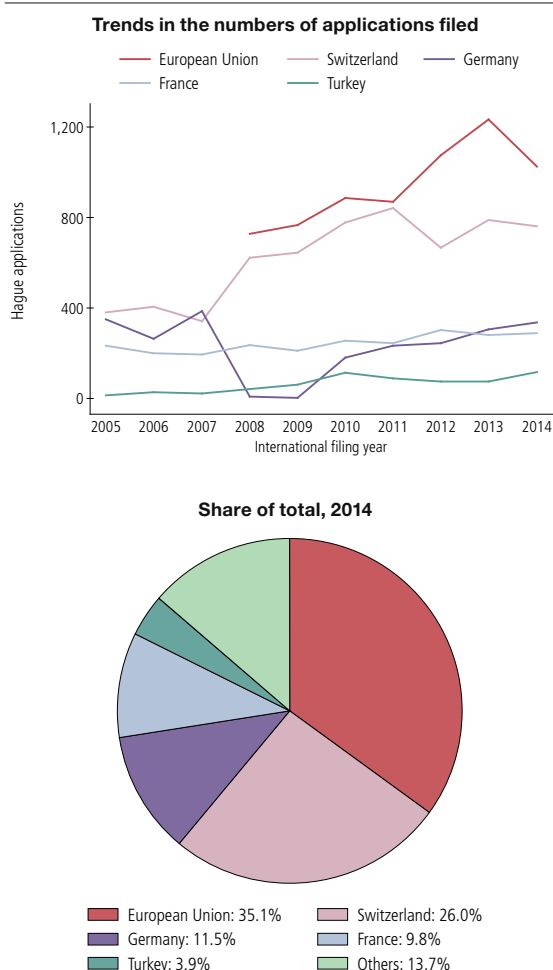 Trends in the numbers of applications filed
European Union Switzerland Germany
France Turkey
1,200
800
400
0
Hague applications
2005 2006 2007 2008 2009 2010 2011 2012 2013 2014
International filing year
Share of total, 2014
European Union: 35.1% Switzerland: 26.0%
Germany: 11.5% France: 9.8%
Turkey: 3.9% Others: 13.7%